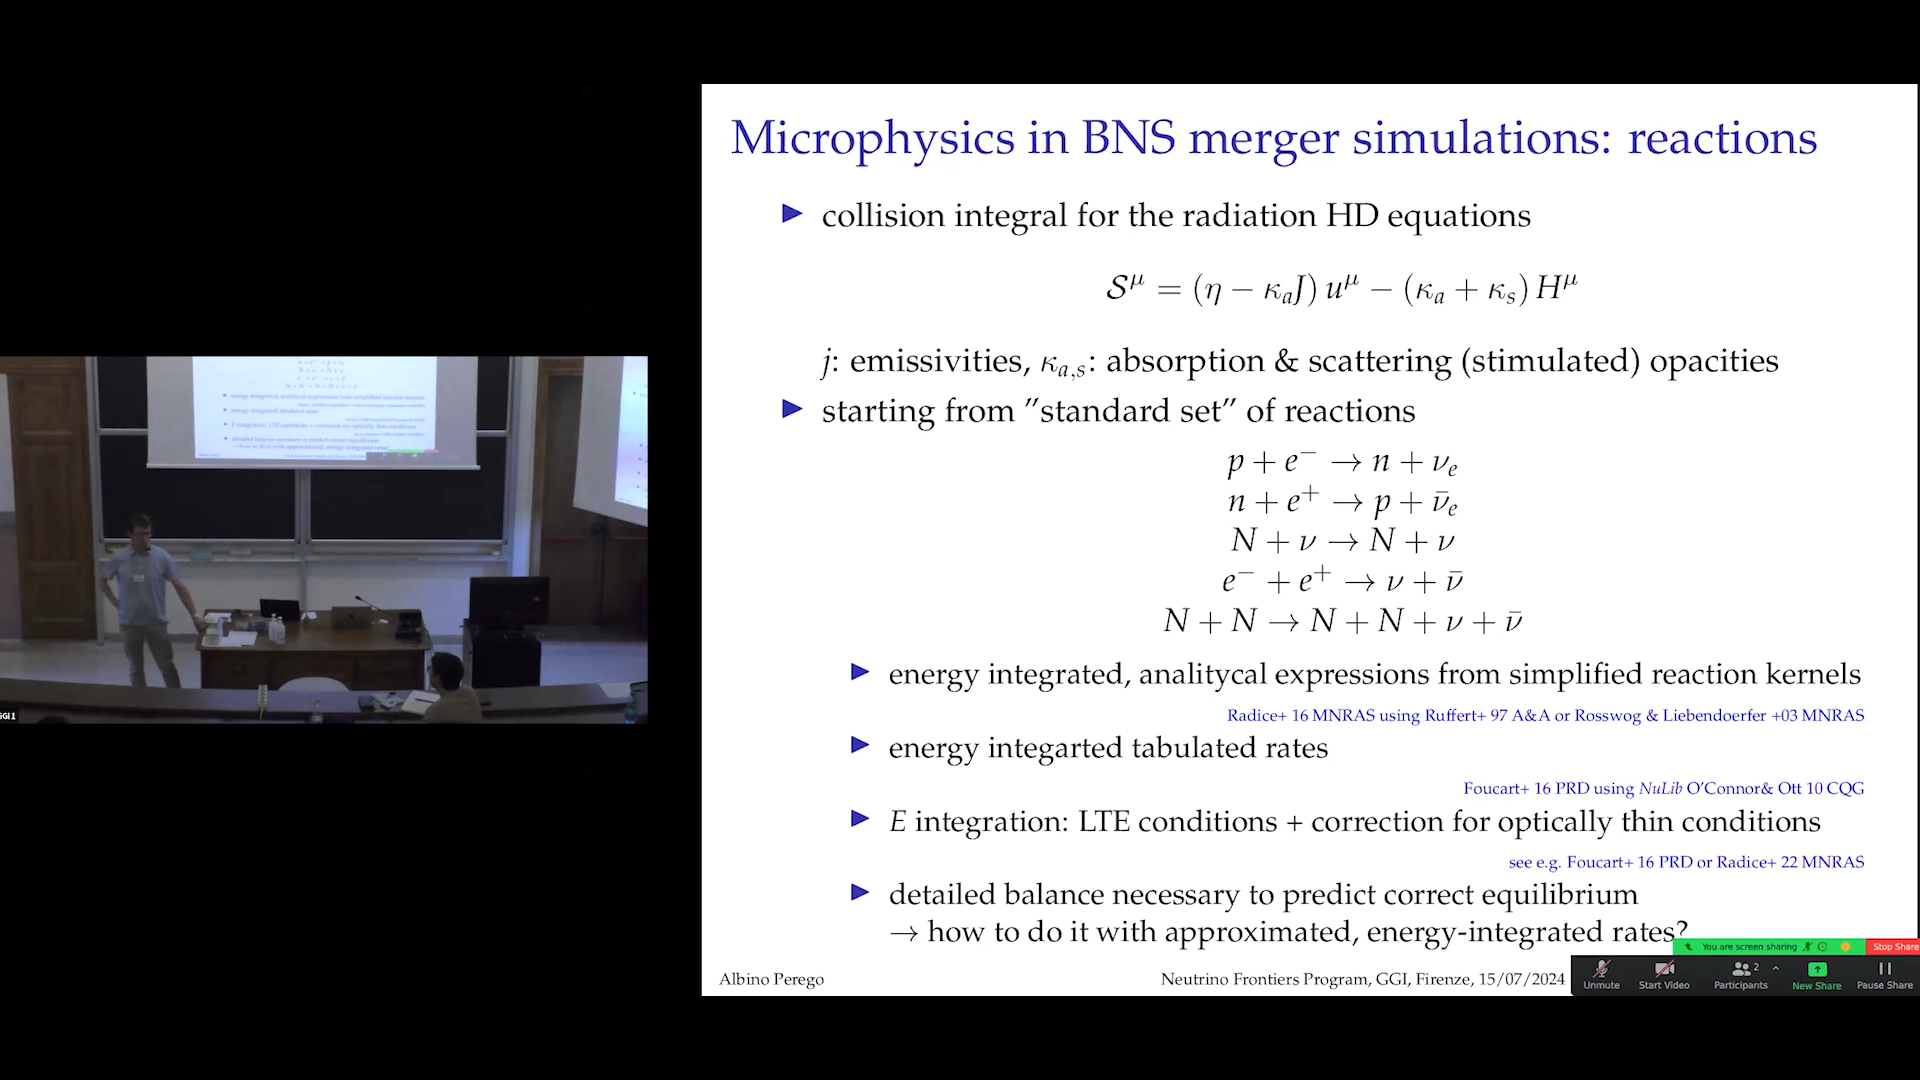 Microphysics in BNS merger simulations: reactions
▶ collision integral for the radiation HD equations
𝒮^μ = (η − κ_a J) u^μ − (κ_a + κ_s) H^μ
j: emissivities, κ_{a,s}: absorption & scattering (stimulated) opacities
▶ starting from ”standard set” of reactions
p + e⁻ → n + ν_e
n + e⁺ → p + ν̄_e
N + ν → N + ν
e⁻ + e⁺ → ν + ν̄
N + N → N + N + ν + ν̄
▶ energy integrated, analitycal expressions from simplified reaction kernels
Radice+ 16 MNRAS using Ruffert+ 97 A&A or Rosswog & Liebendoerfer +03 MNRAS
▶ energy integarted tabulated rates
Foucart+ 16 PRD using NuLib O’Connor& Ott 10 CQG
▶ E integration: LTE conditions + correction for optically thin conditions
see e.g. Foucart+ 16 PRD or Radice+ 22 MNRAS
▶ detailed balance necessary to predict correct equilibrium
→ how to do it with approximated, energy-integrated rates?
You are screen sharing Stop Share
Albino Perego Neutrino Frontiers Program, GGI, Firenze, 15/07/2024
Unmute Start Video Participants 2 New Share Pause Share